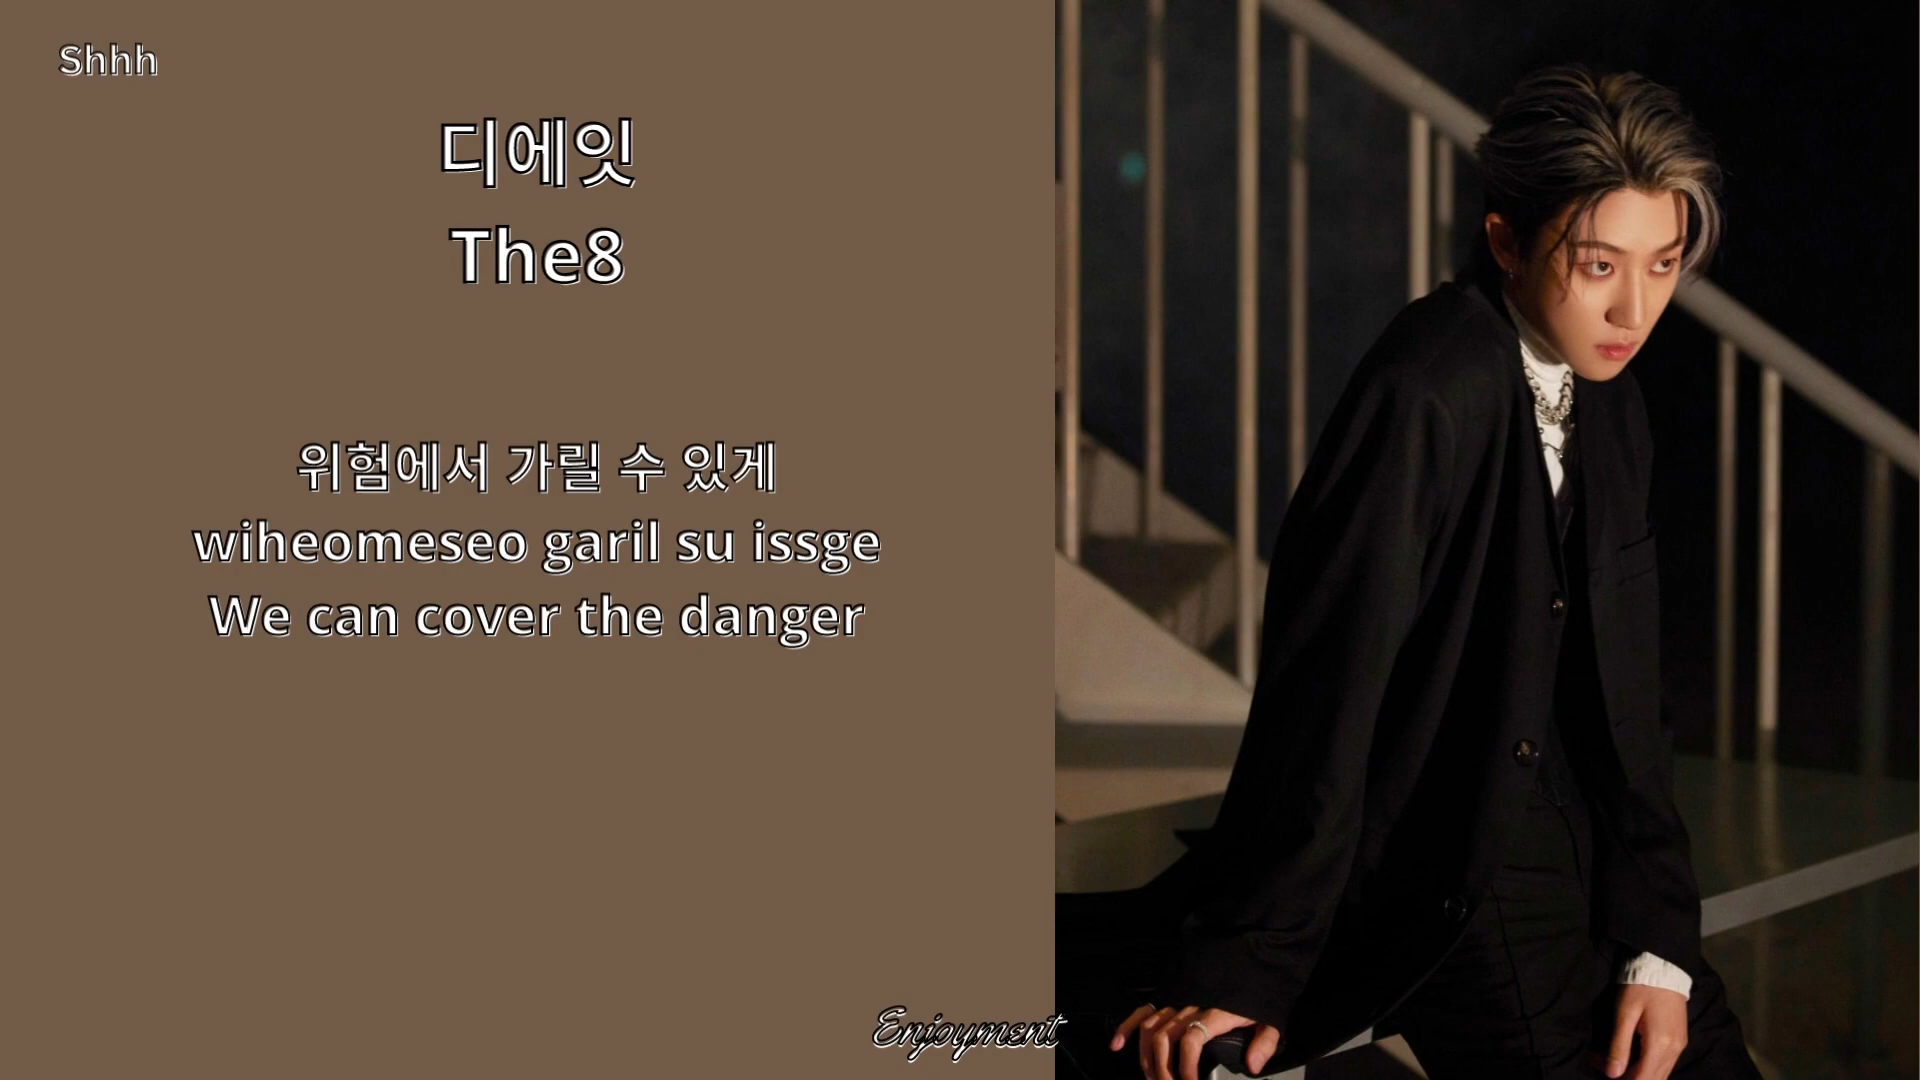 Shhh
디에잇
The8
위험에서 가릴 수 있게
wiheomeseo garil su issge
We can cover the danger
Enjoyment